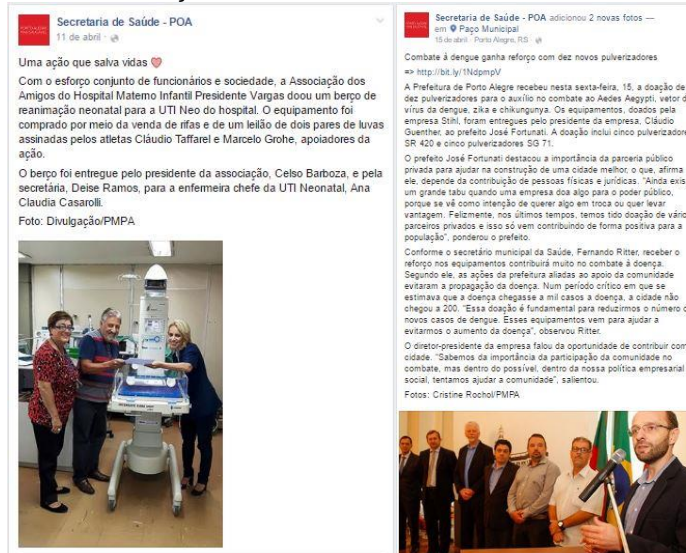 Secretaria de Saúde - POA
11 de abril ·
Uma ação que salva vidas
Com o esforço conjunto de funcionários e sociedade, a Associação dos
Amigos do Hospital Materno Infantil Presidente Vargas doou um berço de
reanimação neonatal para a UTI Neo do hospital. O equipamento foi
comprado por meio da venda de rifas e de um leilão de dois pares de luvas
assinadas pelos atletas Cláudio Taffarel e Marcelo Grohe, apoiadores da
ação.
O berço foi entregue pelo presidente da associação, Celso Barboza, e pela
secretária, Deise Ramos, para a enfermeira chefe da UTI Neonatal, Ana
Claudia Casarolli.
Foto: Divulgação/PMPA
Secretaria de Saúde - POA adicionou 2 novas fotos —
em Paço Municipal
15 de abril · Porto Alegre, RS ·
Combate à dengue ganha reforço com dez novos pulverizadores
=> http://bit.ly/1NdpmpV
A Prefeitura de Porto Alegre recebeu nesta sexta-feira, 15, a doação de
dez pulverizadores para o auxílio no combate ao Aedes Aegypti, vetor d
vírus da dengue, zika e chikungunya. Os equipamentos, doados pela
empresa Stihl, foram entregues pelo presidente da empresa, Cláudio
Guenther, ao prefeito José Fortunati. A doação inclui cinco pulverizadore
SR 420 e cinco pulverizadores SG 71.
O prefeito José Fortunati destacou a importância da parceria público
privada para ajudar na construção de uma cidade melhor, o que, afirma
ele, depende da contribuição de pessoas físicas e jurídicas. "Ainda exis
um grande tabu quando uma empresa doa algo para o poder público,
porque se vê como intenção de querer algo em troca ou quer levar
vantagem. Felizmente, nos últimos tempos, temos tido doação de vário
parceiros privados e isso só vem contribuindo de forma positiva para a
população", ponderou o prefeito.
Conforme o secretário municipal da Saúde, Fernando Ritter, receber o
reforço nos equipamentos contribuirá muito no combate à doença.
Segundo ele, as ações da prefeitura aliadas ao apoio da comunidade
evitaram a propagação da doença. Num período crítico em que se
estimava que a doença chegasse a mil casos a doença, a cidade não
chegou a 200. "Essa doação é fundamental para reduzirmos o número d
novos casos de dengue. Esses equipamentos vem para ajudar a
evitarmos o aumento da doença", observou Ritter.
O diretor-presidente da empresa falou da oportunidade de contribuir com
cidade. "Sabemos da importância da participação da comunidade no
combate, mas dentro do possível, dentro da nossa política empresarial
social, tentamos ajudar a comunidade", salientou.
Fotos: Cristine Rochol/PMPA